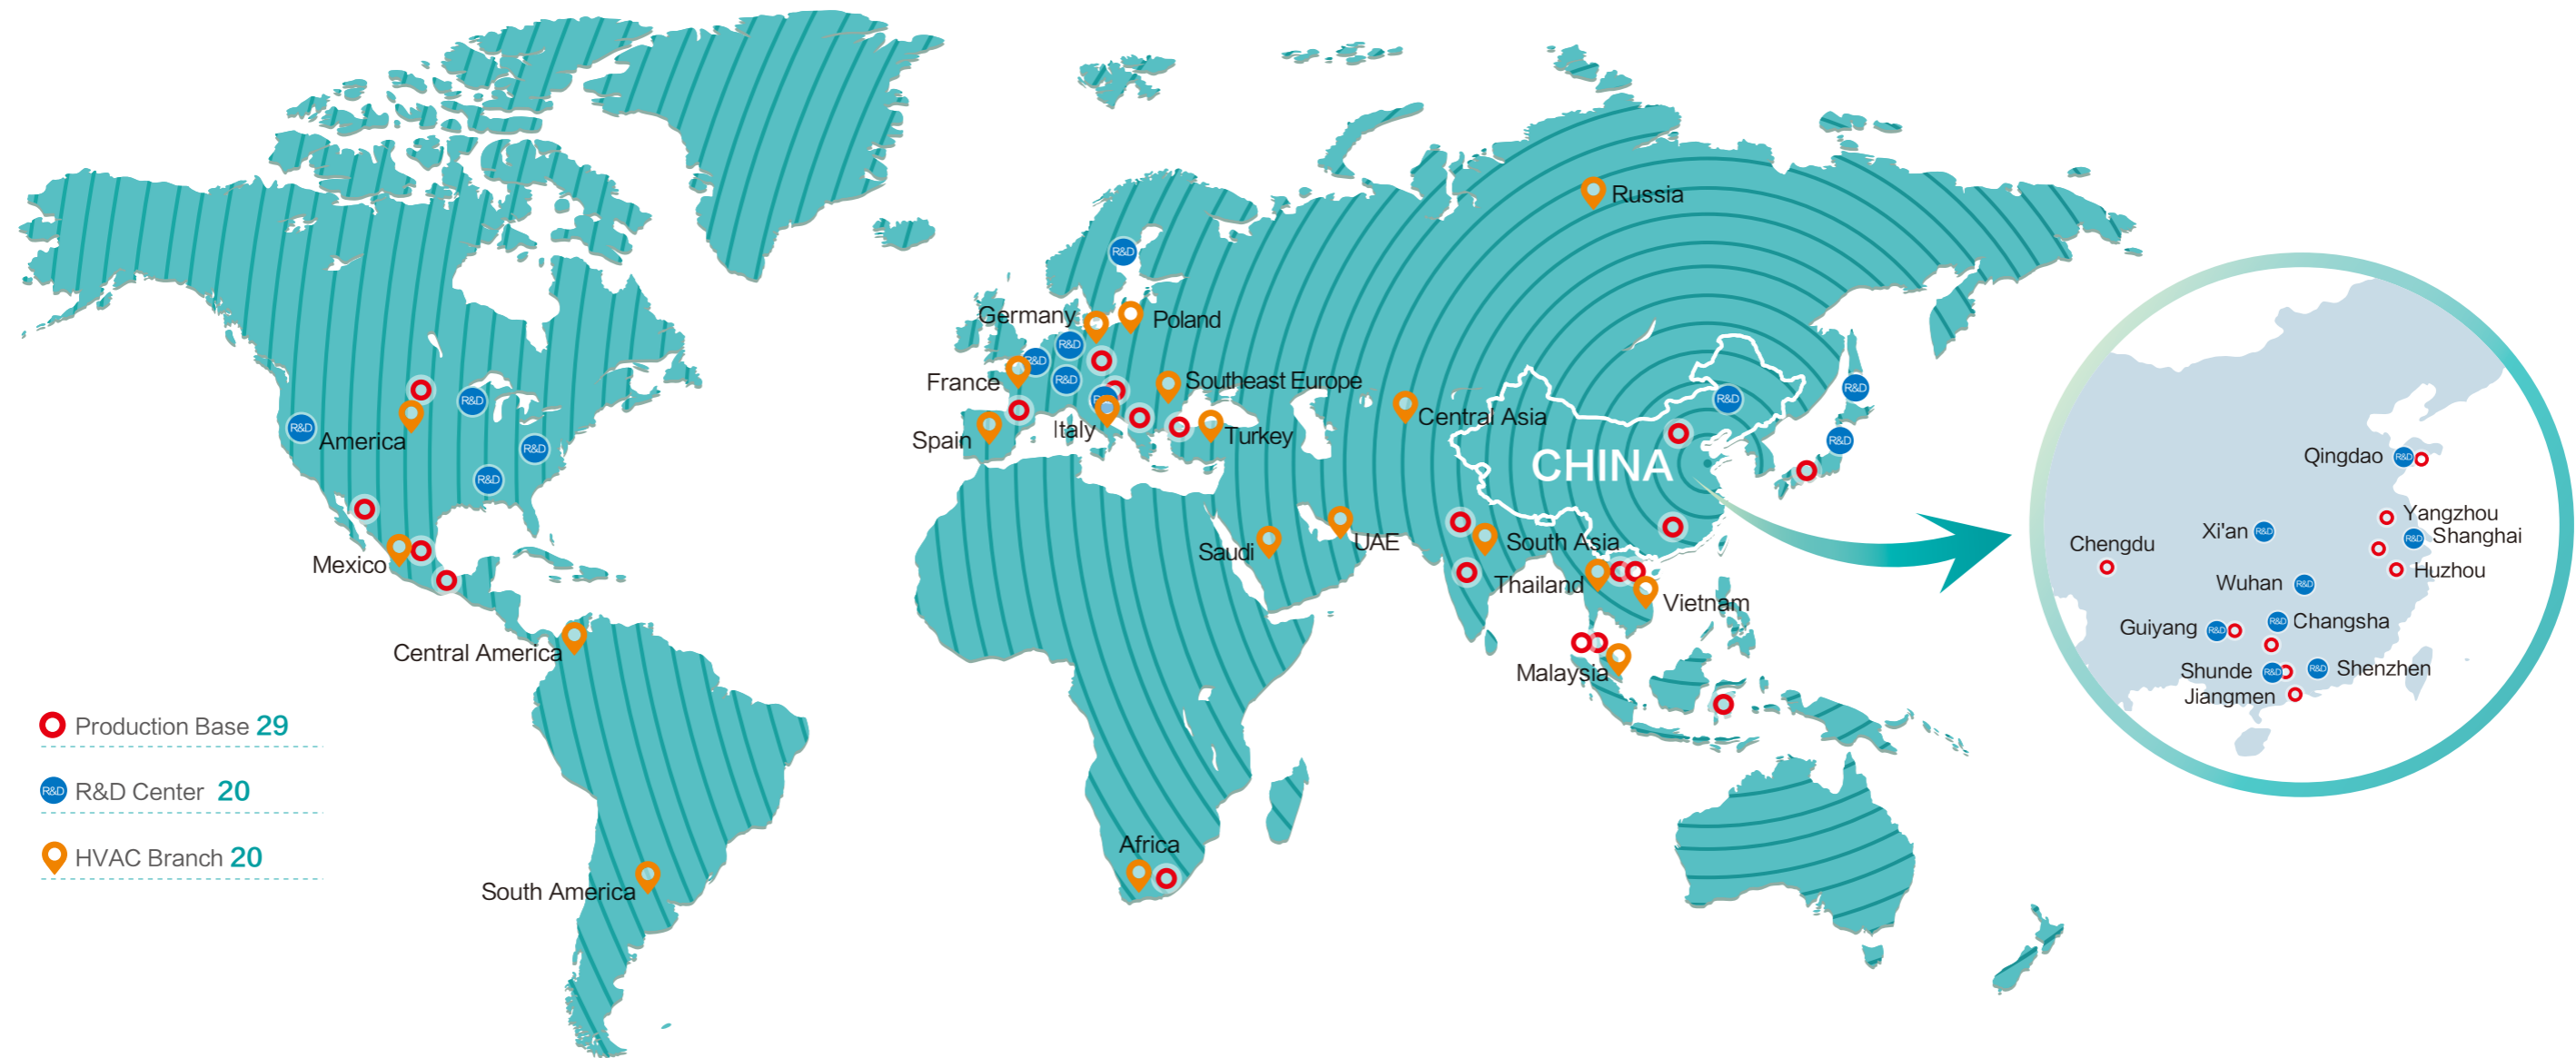 Russia
R&D
Germany
Poland
R&D
R&D
France
R&D
Southeast Europe
R&D
R&D
R&D
R&D
R&D
Central Asia
R&D
America
Spain
Italy
Turkey
R&D
R&D
CHINA
R&D
Qingdao R&D
Yangzhou
Xi'an R&D
R&D Shanghai
Chengdu
Saudi
UAE
South Asia
Mexico
Huzhou
Thailand
Wuhan R&D
Vietnam
R&D Changsha
Guiyang R&D
Central America
Malaysia
Shunde R&D
R&D Shenzhen
Jiangmen
Production Base 29
R&D R&D Center 20
HVAC Branch 20
Africa
South America